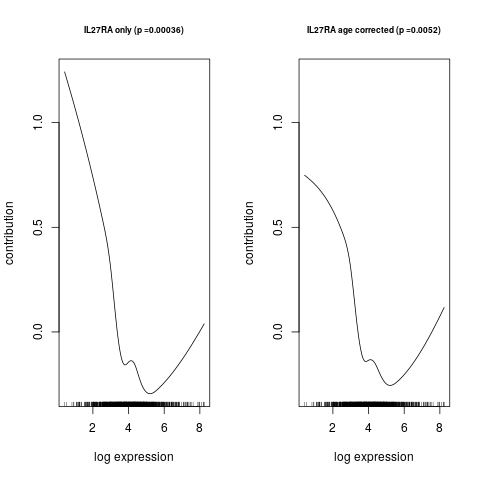 IL27RA only (p =0.00036)
contribution
1.0
0.5
0.0
2 4 6 8
log expression
IL27RA age corrected (p =0.0052)
contribution
1.0
0.5
0.0
2 4 6 8
log expression